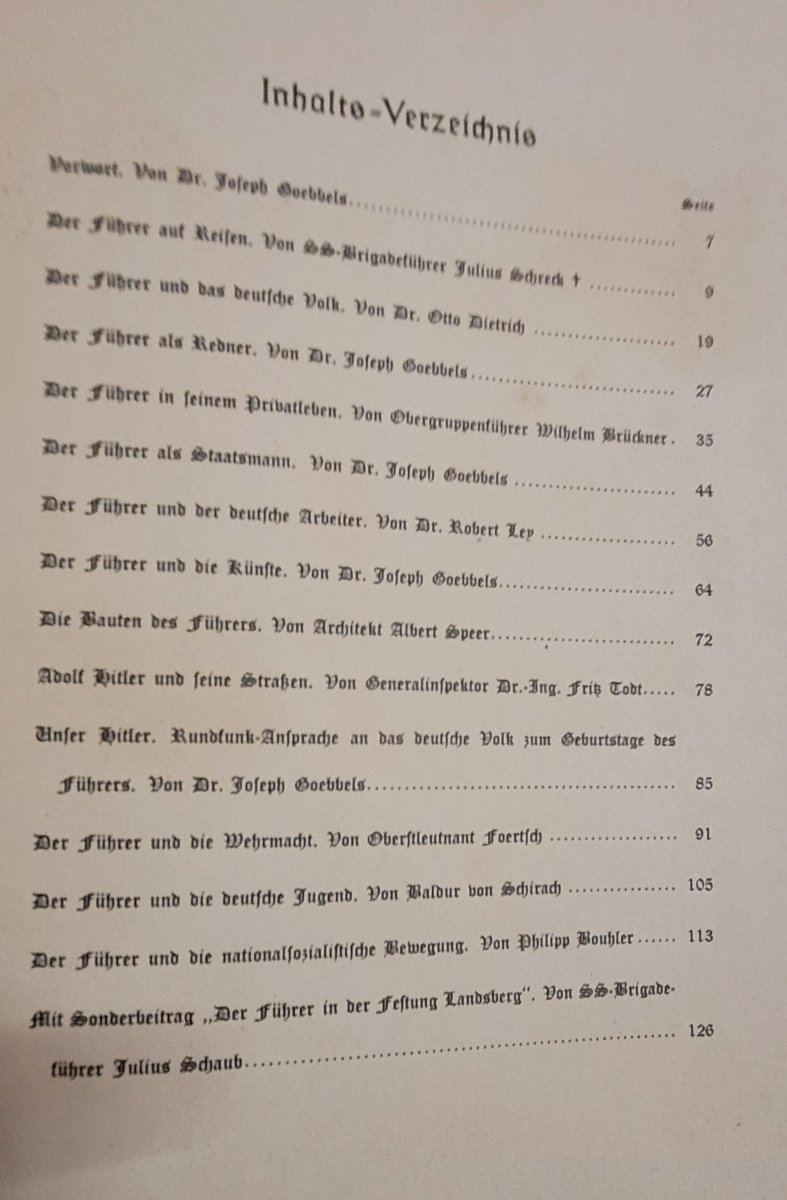 Inhalts-Verzeichnis
Seite
Vorwort. Von Dr. Joseph Goebbels........ 7
Der Führer auf Reisen. Von SS-Brigadeführer Julius Schreck † ........ 9
Der Führer und das deutsche Volk. Von Dr. Otto Dietrich ........ 19
Der Führer als Redner. Von Dr. Joseph Goebbels........ 27
Der Führer in seinem Privatleben. Von Obergruppenführer Wilhelm Brückner . 35
Der Führer als Staatsmann. Von Dr. Joseph Goebbels ........ 44
Der Führer und der deutsche Arbeiter. Von Dr. Robert Ley ........ 56
Der Führer und die Künste. Von Dr. Joseph Goebbels........ 64
Die Bauten des Führers. Von Architekt Albert Speer........ 72
Adolf Hitler und seine Straßen. Von Generalinspektor Dr.-Ing. Fritz Todt..... 78
Unser Hitler. Rundfunk-Ansprache an das deutsche Volk zum Geburtstage des
Führers. Von Dr. Joseph Goebbels........ 85
Der Führer und die Wehrmacht. Von Oberstleutnant Foertsch ........ 91
Der Führer und die deutsche Jugend. Von Baldur von Schirach ........ 105
Der Führer und die nationalsozialistische Bewegung. Von Philipp Bouhler ...... 113
Mit Sonderbeitrag „Der Führer in der Festung Landsberg“. Von SS-Brigade-
führer Julius Schaub........ 126